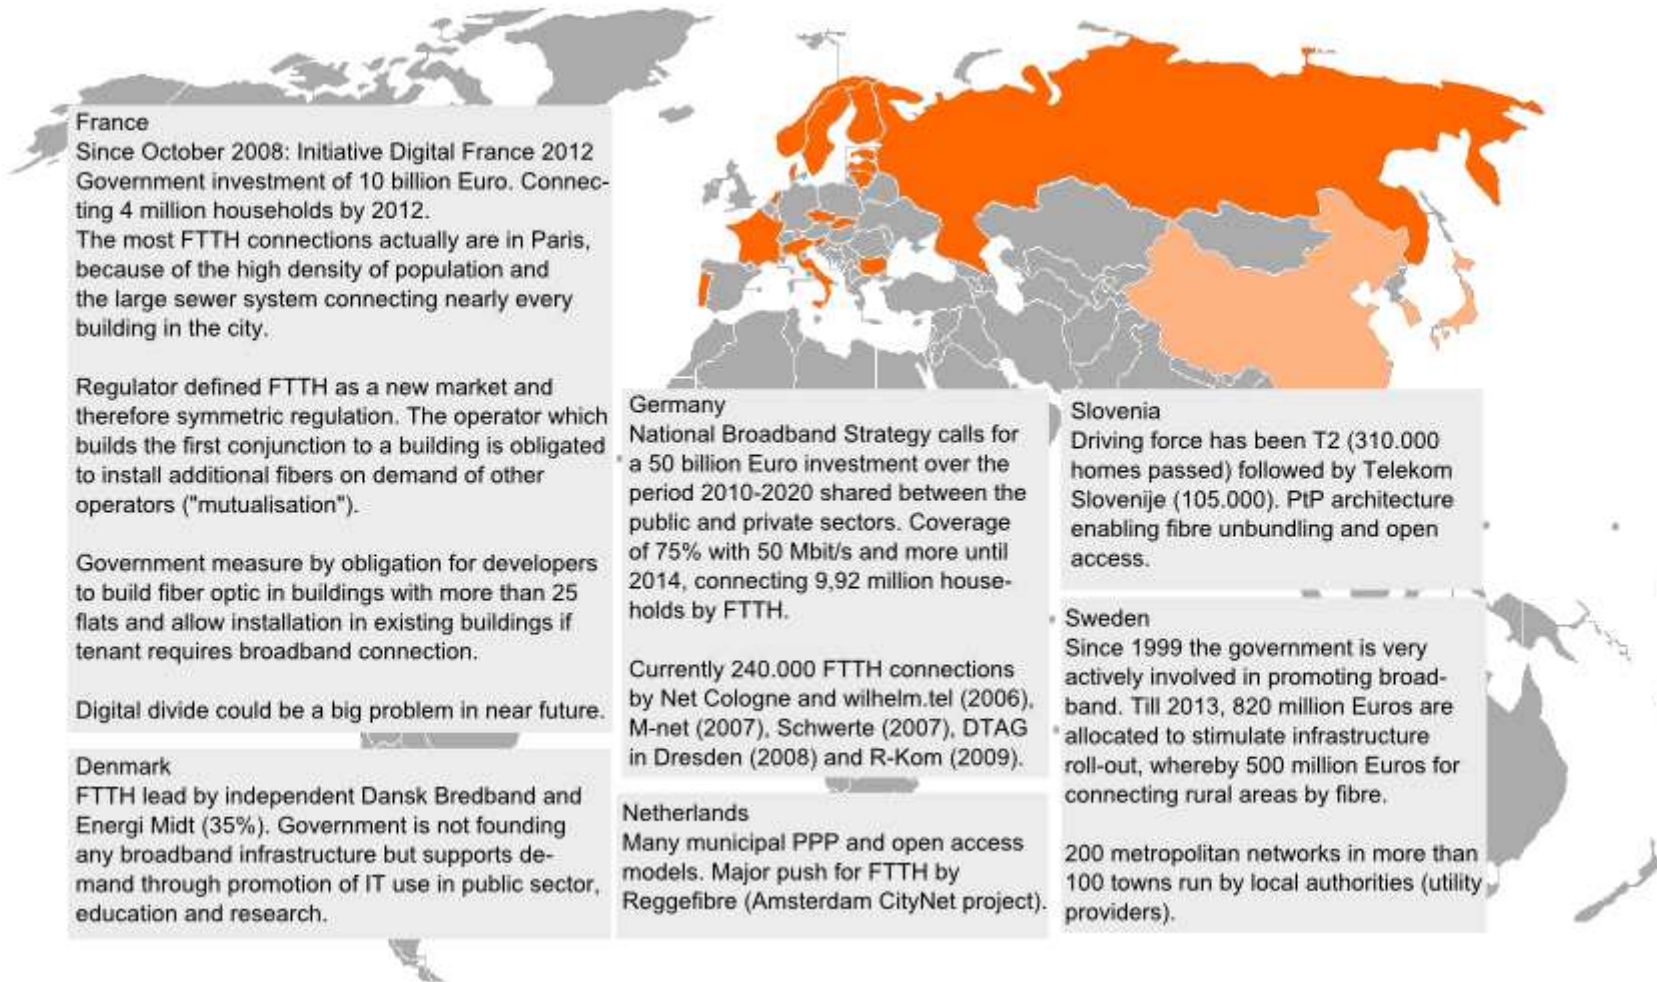 France
Since October 2008: Initiative Digital France 2012
Government investment of 10 billion Euro. Connec-
ting 4 million households by 2012.
The most FTTH connections actually are in Paris,
because of the high density of population and
the large sewer system connecting nearly every
building in the city.
Regulator defined FTTH as a new market and
therefore symmetric regulation. The operator which
builds the first conjunction to a building is obligated
to install additional fibers on demand of other
operators ("mutualisation").
Government measure by obligation for developers
to build fiber optic in buildings with more than 25
flats and allow installation in existing buildings if
tenant requires broadband connection.
Digital divide could be a big problem in near future.
Denmark
FTTH lead by independent Dansk Bredband and
Energi Midt (35%). Government is not founding
any broadband infrastructure but supports de-
mand through promotion of IT use in public sector,
education and research.
Germany
National Broadband Strategy calls for
a 50 billion Euro investment over the
period 2010-2020 shared between the
public and private sectors. Coverage
of 75% with 50 Mbit/s and more until
2014, connecting 9,92 million house-
holds by FTTH.
Currently 240.000 FTTH connections
by Net Cologne and wilhelm.tel (2006),
M-net (2007), Schwerte (2007), DTAG
in Dresden (2008) and R-Kom (2009).
Netherlands
Many municipal PPP and open access
models. Major push for FTTH by
Reggefibre (Amsterdam CityNet project).
Slovenia
Driving force has been T2 (310.000
homes passed) followed by Telekom
Slovenije (105.000). PtP architecture
enabling fibre unbundling and open
access.
Sweden
Since 1999 the government is very
actively involved in promoting broad-
band. Till 2013, 820 million Euros are
allocated to stimulate infrastructure
roll-out, whereby 500 million Euros for
connecting rural areas by fibre.
200 metropolitan networks in more than
100 towns run by local authorities (utility
providers).